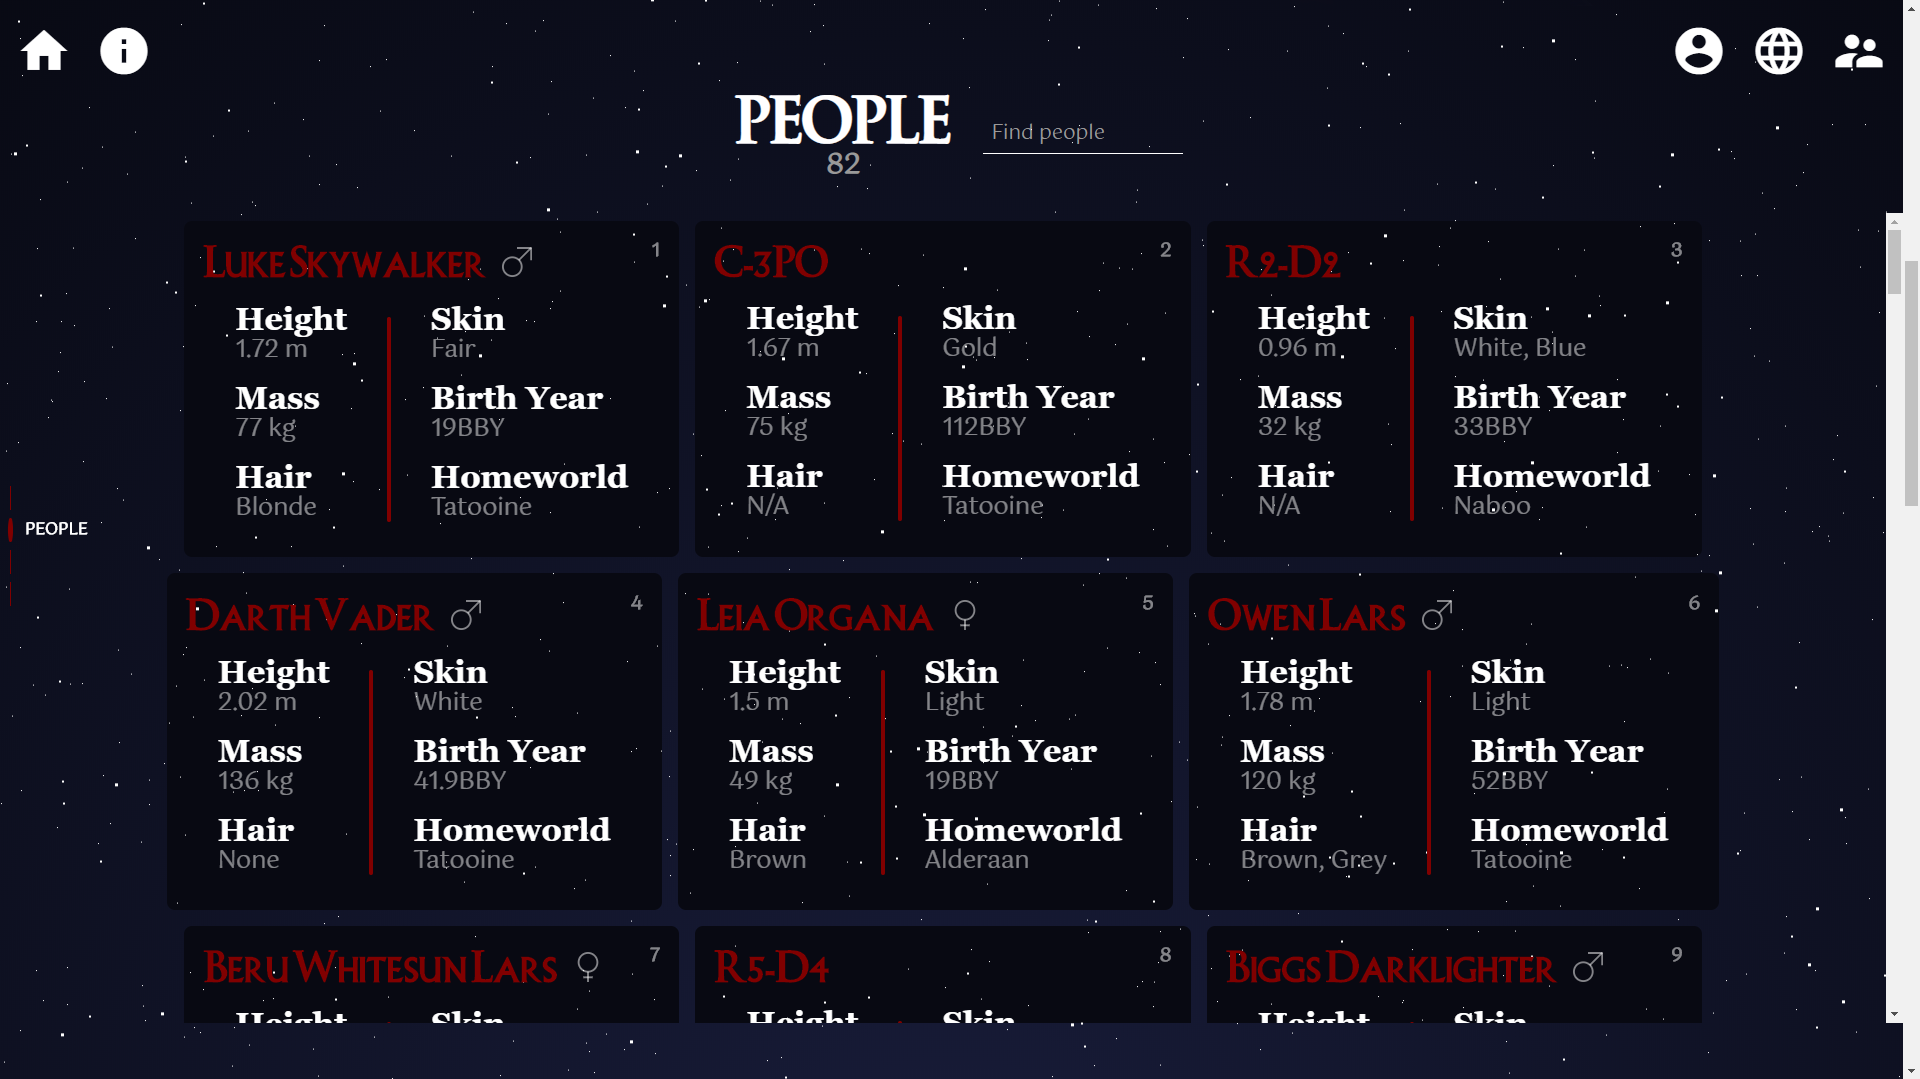 PEOPLE
Find people
82
Luke Skywalker ♂ 1
Height Skin
1.72 m Fair
Mass Birth Year
77 kg 19BBY
Hair Homeworld
Blonde Tatooine
C-3PO 2
Height Skin
1.67 m Gold
Mass Birth Year
75 kg 112BBY
Hair Homeworld
N/A Tatooine
R2-D2 3
Height Skin
0.96 m White, Blue
Mass Birth Year
32 kg 33BBY
Hair Homeworld
N/A Naboo
PEOPLE
Darth Vader ♂ 4
Height Skin
2.02 m White
Mass Birth Year
136 kg 41.9BBY
Hair Homeworld
None Tatooine
Leia Organa ♀ 5
Height Skin
1.5 m Light
Mass Birth Year
49 kg 19BBY
Hair Homeworld
Brown Alderaan
Owen Lars ♂ 6
Height Skin
1.78 m Light
Mass Birth Year
120 kg 52BBY
Hair Homeworld
Brown, Grey Tatooine
Beru Whitesun Lars ♀ 7
Height Skin
R5-D4 8
Height Skin
Biggs Darklighter ♂ 9
Height Skin